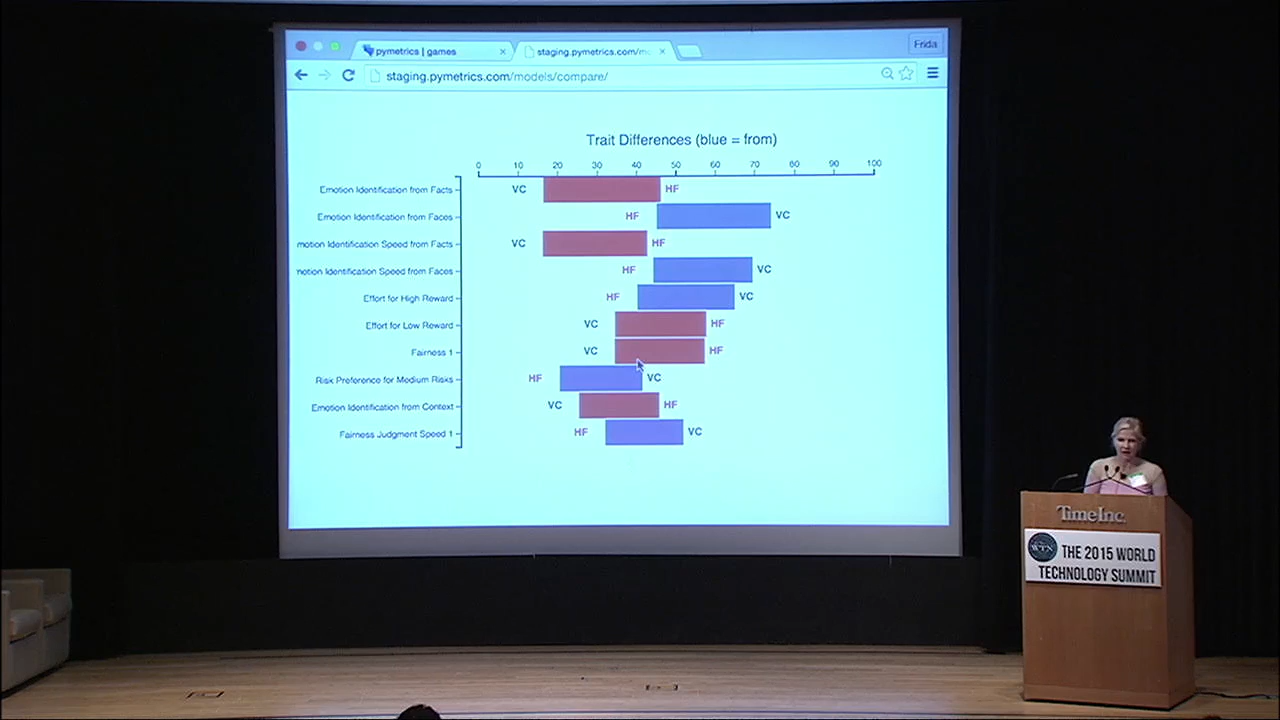 pymetrics | games
staging.pymetrics.com/mo
Frida
staging.pymetrics.com/models/compare/
Trait Differences (blue = from)
0 10 20 30 40 50 60 70 80 90 100
Emotion Identification from Facts VC HF
Emotion Identification from Faces HF VC
motion Identification Speed from Facts VC HF
notion Identification Speed from Faces HF VC
Effort for High Reward HF VC
Effort for Low Reward VC HF
Fairness 1 VC HF
Risk Preference for Medium Risks HF VC
Emotion Identification from Context VC HF
Fairness Judgment Speed 1 HF VC
TimeInc.
WTN
THE 2015 WORLD
TECHNOLOGY SUMMIT